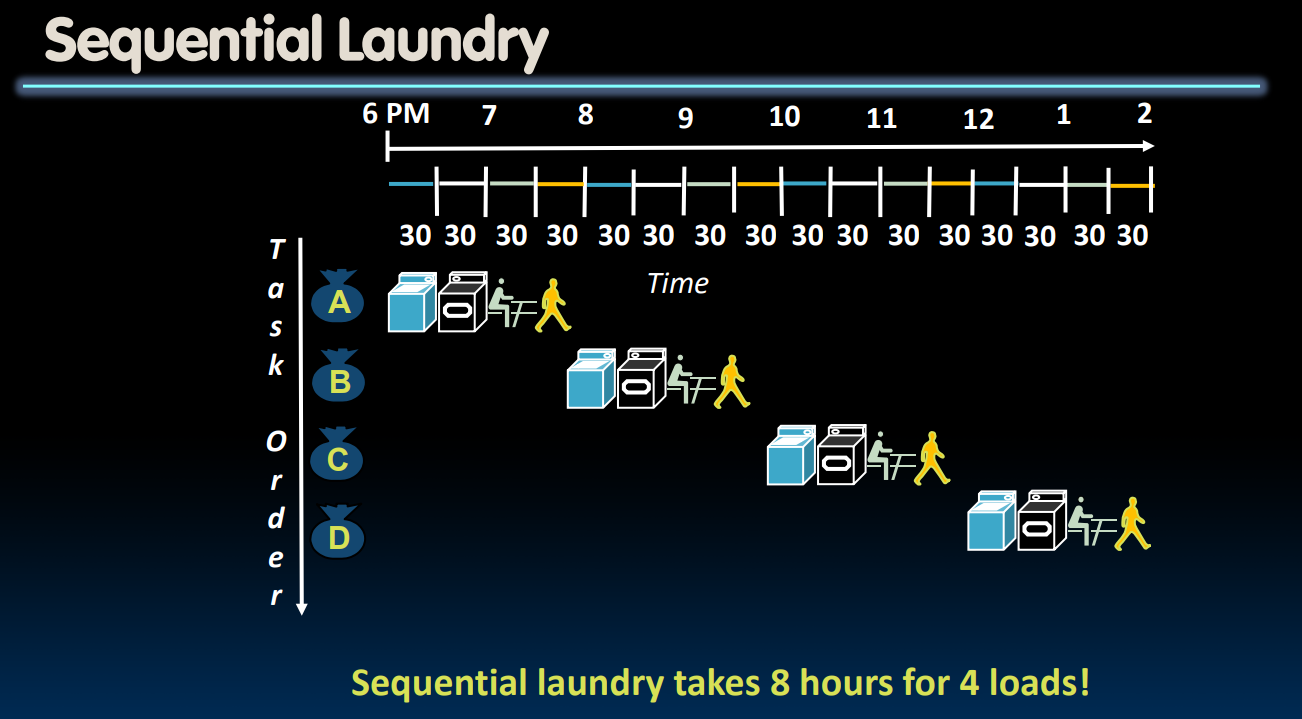 Sequential Laundry
6 PM 7 8 9 10 11 12 1 2
30 30 30 30 30 30 30 30 30 30 30 30 30 30 30 30
Time
Task Order
A
B
C
D
Sequential laundry takes 8 hours for 4 loads!